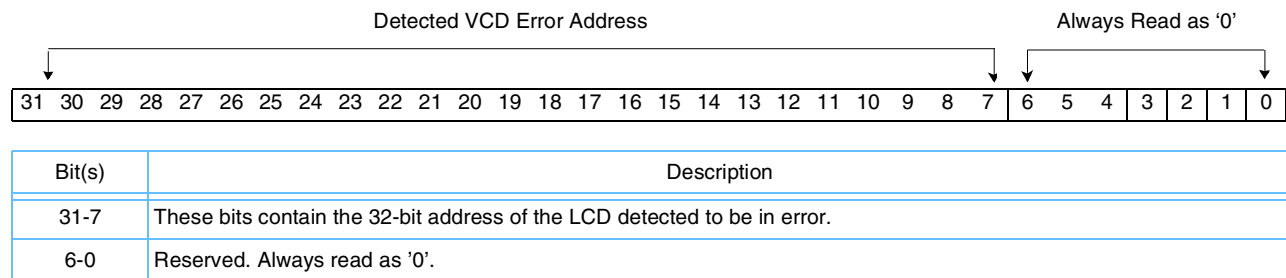 Detected VCD Error Address Always Read as ‘0’
31 30 29 28 27 26 25 24 23 22 21 20 19 18 17 16 15 14 13 12 11 10 9 8 7 6 5 4 3 2 1 0
Bit(s) Description
31-7 These bits contain the 32-bit address of the LCD detected to be in error.
6-0 Reserved. Always read as '0'.